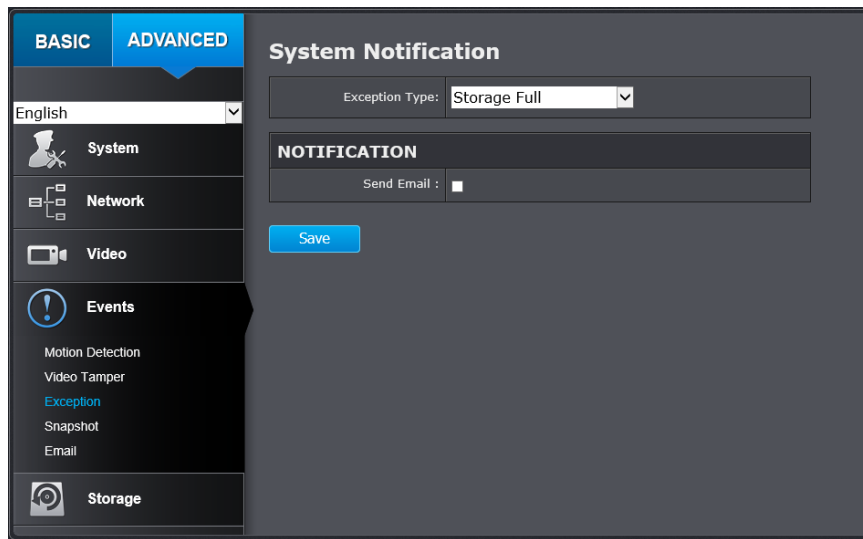 BASIC
ADVANCED
English
System
Network
Video
Events
Motion Detection
Video Tamper
Exception
Snapshot
Email
Storage
System Notification
Exception Type: Storage Full
NOTIFICATION
Send Email :
Save